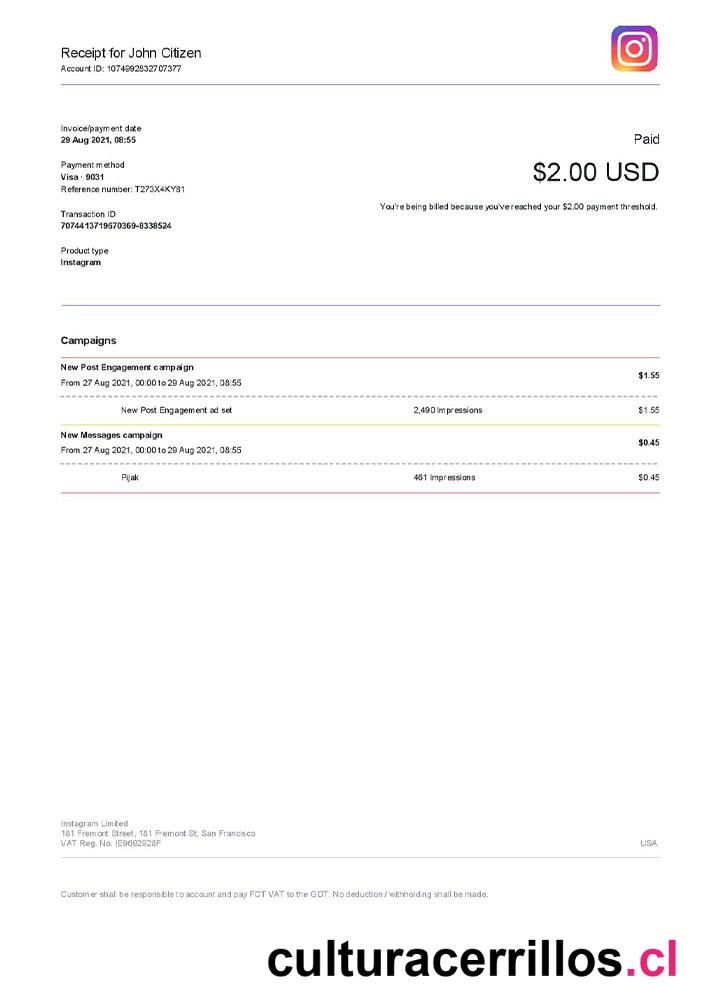 Receipt for John Citizen
Account ID: 1074992832707377
Invoice/payment date
29 Aug 2021, 08:55
Paid
Payment method
Visa · 9031
Reference number: T273X4KY81
$2.00 USD
You're being billed because you've reached your $2.00 payment threshold.
Transaction ID
7074413719670369-8338524
Product type
Instagram
Campaigns
New Post Engagement campaign
From 27 Aug 2021, 00:00 to 29 Aug 2021, 08:55
$1.55
New Post Engagement ad set 2,490 Impressions $1.55
New Messages campaign
From 27 Aug 2021, 00:00 to 29 Aug 2021, 08:55
$0.45
Pijak 461 Impressions $0.45
Instagram Limited
181 Fremont Street, 181 Fremont St, San Francisco
VAT Reg. No. IE9692928F USA
Customer shall be responsible to account and pay FCT VAT to the GDT. No deduction / withholding shall be made.
culturacerrillos.cl